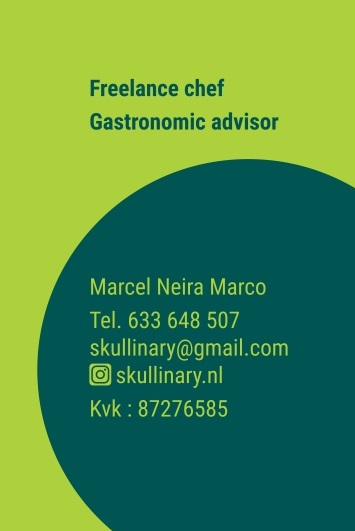 Freelance chef
Gastronomic advisor
Marcel Neira Marco
Tel. 633 648 507
skullinary@gmail.com
skullinary.nl
Kvk : 87276585